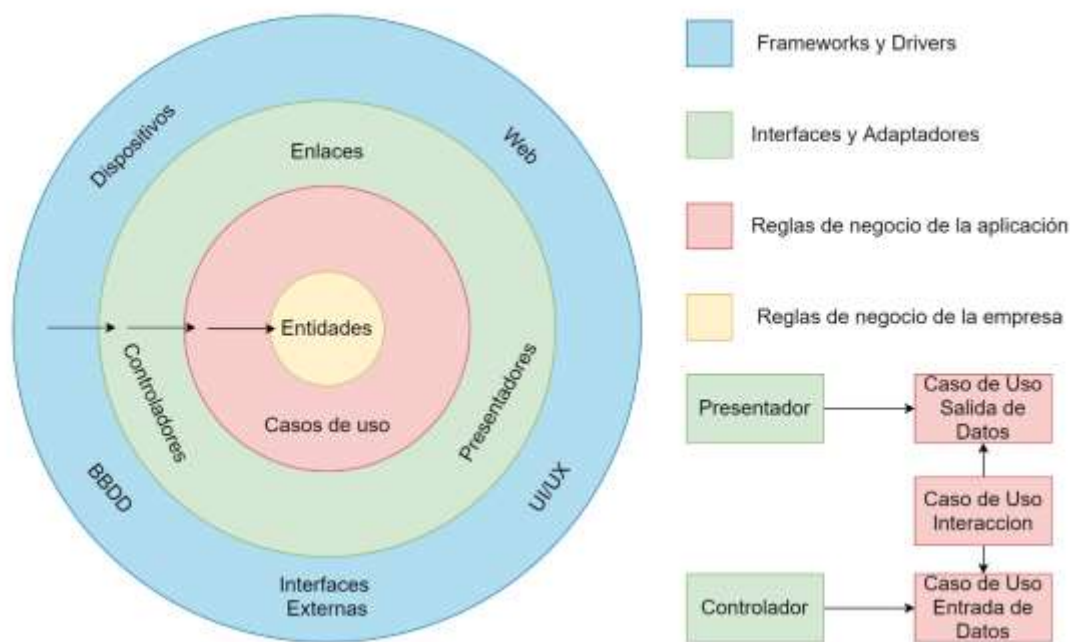 Dispositivos
Web
Enlaces
Entidades
Controladores
Presentadores
Casos de uso
BBDD
UI/UX
Interfaces
Externas
Frameworks y Drivers
Interfaces y Adaptadores
Reglas de negocio de la aplicación
Reglas de negocio de la empresa
Presentador
Caso de Uso
Salida de
Datos
Caso de Uso
Interaccion
Controlador
Caso de Uso
Entrada de
Datos